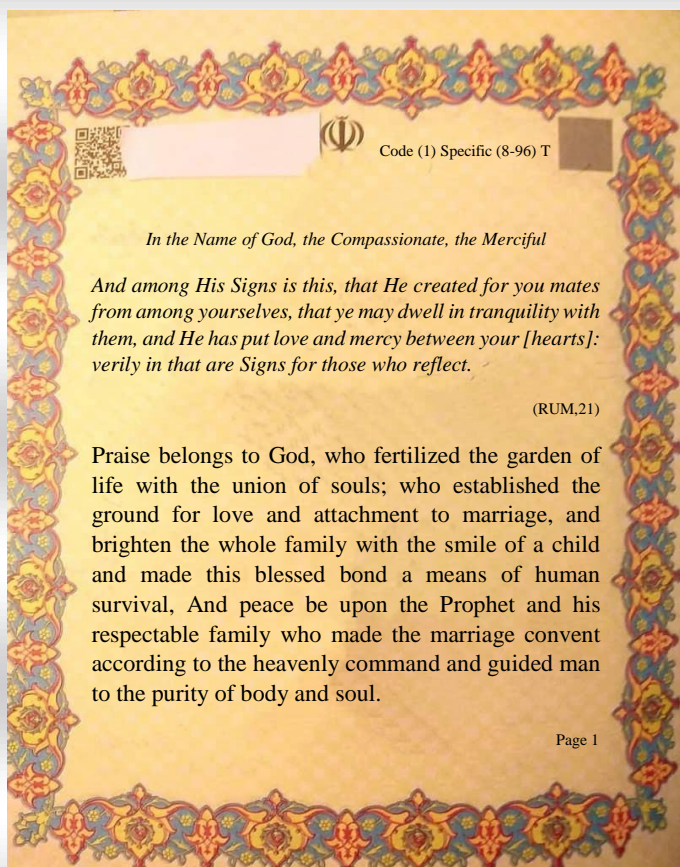 Code (1) Specific (8-96) T
In the Name of God, the Compassionate, the Merciful
And among His Signs is this, that He created for you mates
from among yourselves, that ye may dwell in tranquility with
them, and He has put love and mercy between your [hearts]:
verily in that are Signs for those who reflect.
(RUM,21)
Praise belongs to God, who fertilized the garden of
life with the union of souls; who established the
ground for love and attachment to marriage, and
brighten the whole family with the smile of a child
and made this blessed bond a means of human
survival, And peace be upon the Prophet and his
respectable family who made the marriage convent
according to the heavenly command and guided man
to the purity of body and soul.
Page 1